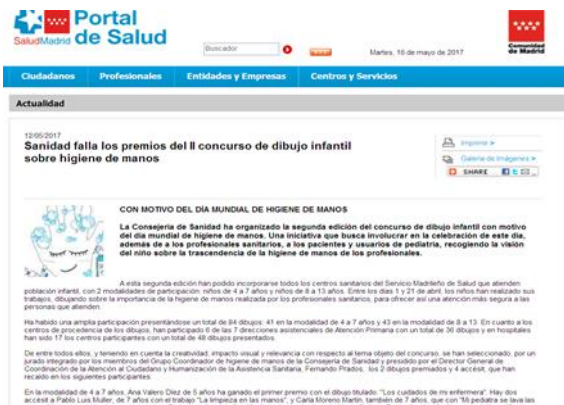 Portal
SaludMadrid de Salud
Buscador
Martes, 16 de mayo de 2017
Comunidad
de Madrid
Ciudadanos Profesionales Entidades y Empresas Centros y Servicios
Actualidad
12/05/2017
Sanidad falla los premios del II concurso de dibujo infantil
sobre higiene de manos
Imprimir >
Galería de Imágenes >
SHARE
CON MOTIVO DEL DÍA MUNDIAL DE HIGIENE DE MANOS
La Consejería de Sanidad ha organizado la segunda edición del concurso de dibujo infantil con motivo
del día mundial de higiene de manos. Una iniciativa que busca involucrar en la celebración de este día,
además de a los profesionales sanitarios, a los pacientes y usuarios de pediatría, recogiendo la visión
del niño sobre la trascendencia de la higiene de manos de los profesionales.
A esta segunda edición han podido incorporarse todos los centros sanitarios del Servicio Madrileño de Salud que atienden
población infantil, con 2 modalidades de participación: niños de 4 a 7 años y niños de 8 a 13 años. Entre los días 1 y 21 de abril, los niños han realizado sus
trabajos, dibujando sobre la importancia de la higiene de manos realizada por los profesionales sanitarios, para ofrecer así una atención más segura a las
personas que atienden.
Ha habido una amplia participación presentándose un total de 84 dibujos: 41 en la modalidad de 4 a 7 años y 43 en la modalidad de 8 a 13. En cuanto a los
centros de procedencia de los dibujos, han participado 6 de las 7 direcciones asistenciales de Atención Primaria con un total de 36 dibujos y en hospitales
han sido 17 los centros participantes con un total de 48 dibujos presentados.
De entre todos ellos, y teniendo en cuenta la creatividad, impacto visual y relevancia con respecto al tema objeto del concurso, se han seleccionado, por un
jurado integrado por los miembros del Grupo Coordinador de higiene de manos de la Consejería de Sanidad y presidido por el Director General de
Coordinación de la Atención al Ciudadano y Humanización de la Asistencia Sanitaria, Fernando Prados, los 2 dibujos premiados y 4 accésit, que han
recaído en los siguientes participantes:
En la modalidad de 4 a 7 años, Ana Valero Díez de 5 años ha ganado el primer premio con el dibujo titulado: "Los cuidados de mi enfermera". Hay dos
accésit a Pablo Luis Muller, de 7 años con el trabajo "La limpieza en las manos", y Carla Moreno Martín, también de 7 años, que con "Mi pediatra se lava las